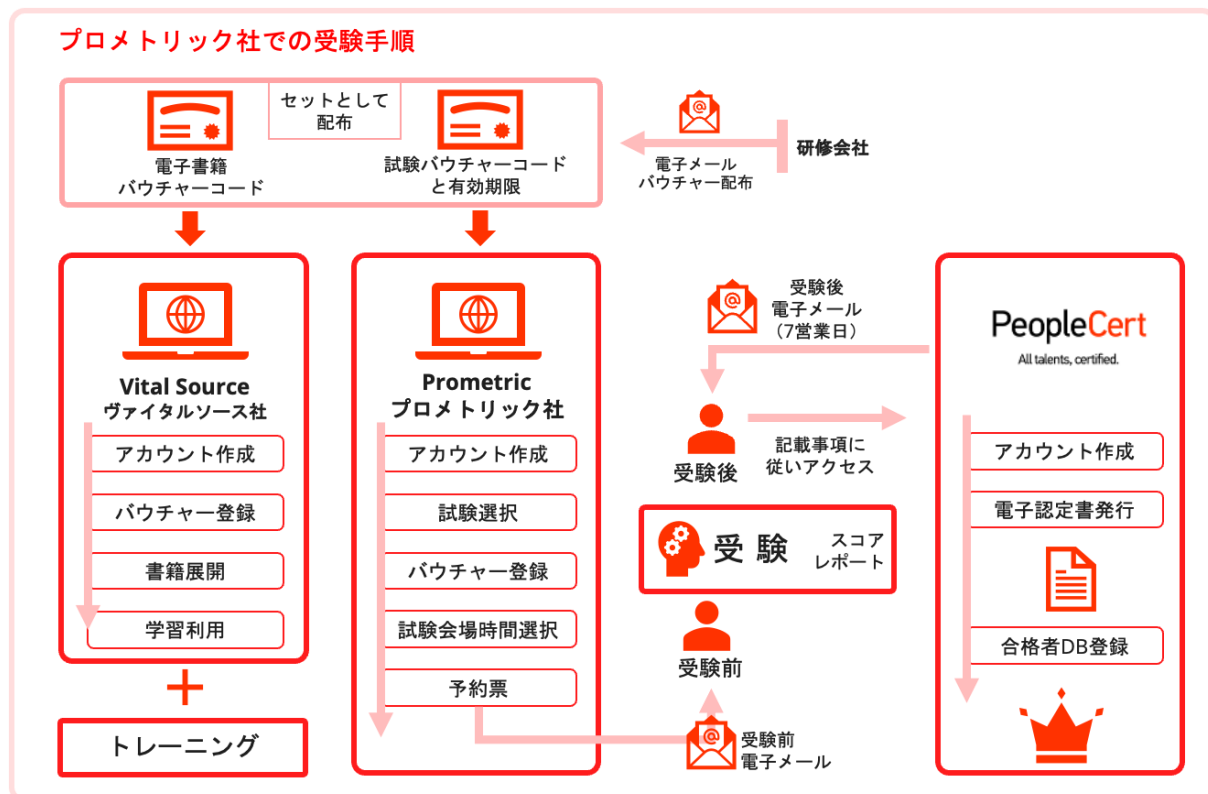 プロメトリック社での受験手順
セットとして
配布
電子書籍
バウチャーコード
試験バウチャーコード
と有効期限
電子メール
バウチャー配布
研修会社
Vital Source
ヴァイタルソース社
アカウント作成
バウチャー登録
書籍展開
学習利用
トレーニング
Prometric
プロメトリック社
アカウント作成
試験選択
バウチャー登録
試験会場時間選択
予約票
受験後
電子メール
（7営業日）
受験後
記載事項に
従いアクセス
受験
スコア
レポート
受験前
受験前
電子メール
PeopleCert
All talents, certified.
アカウント作成
電子認定書発行
合格者DB登録